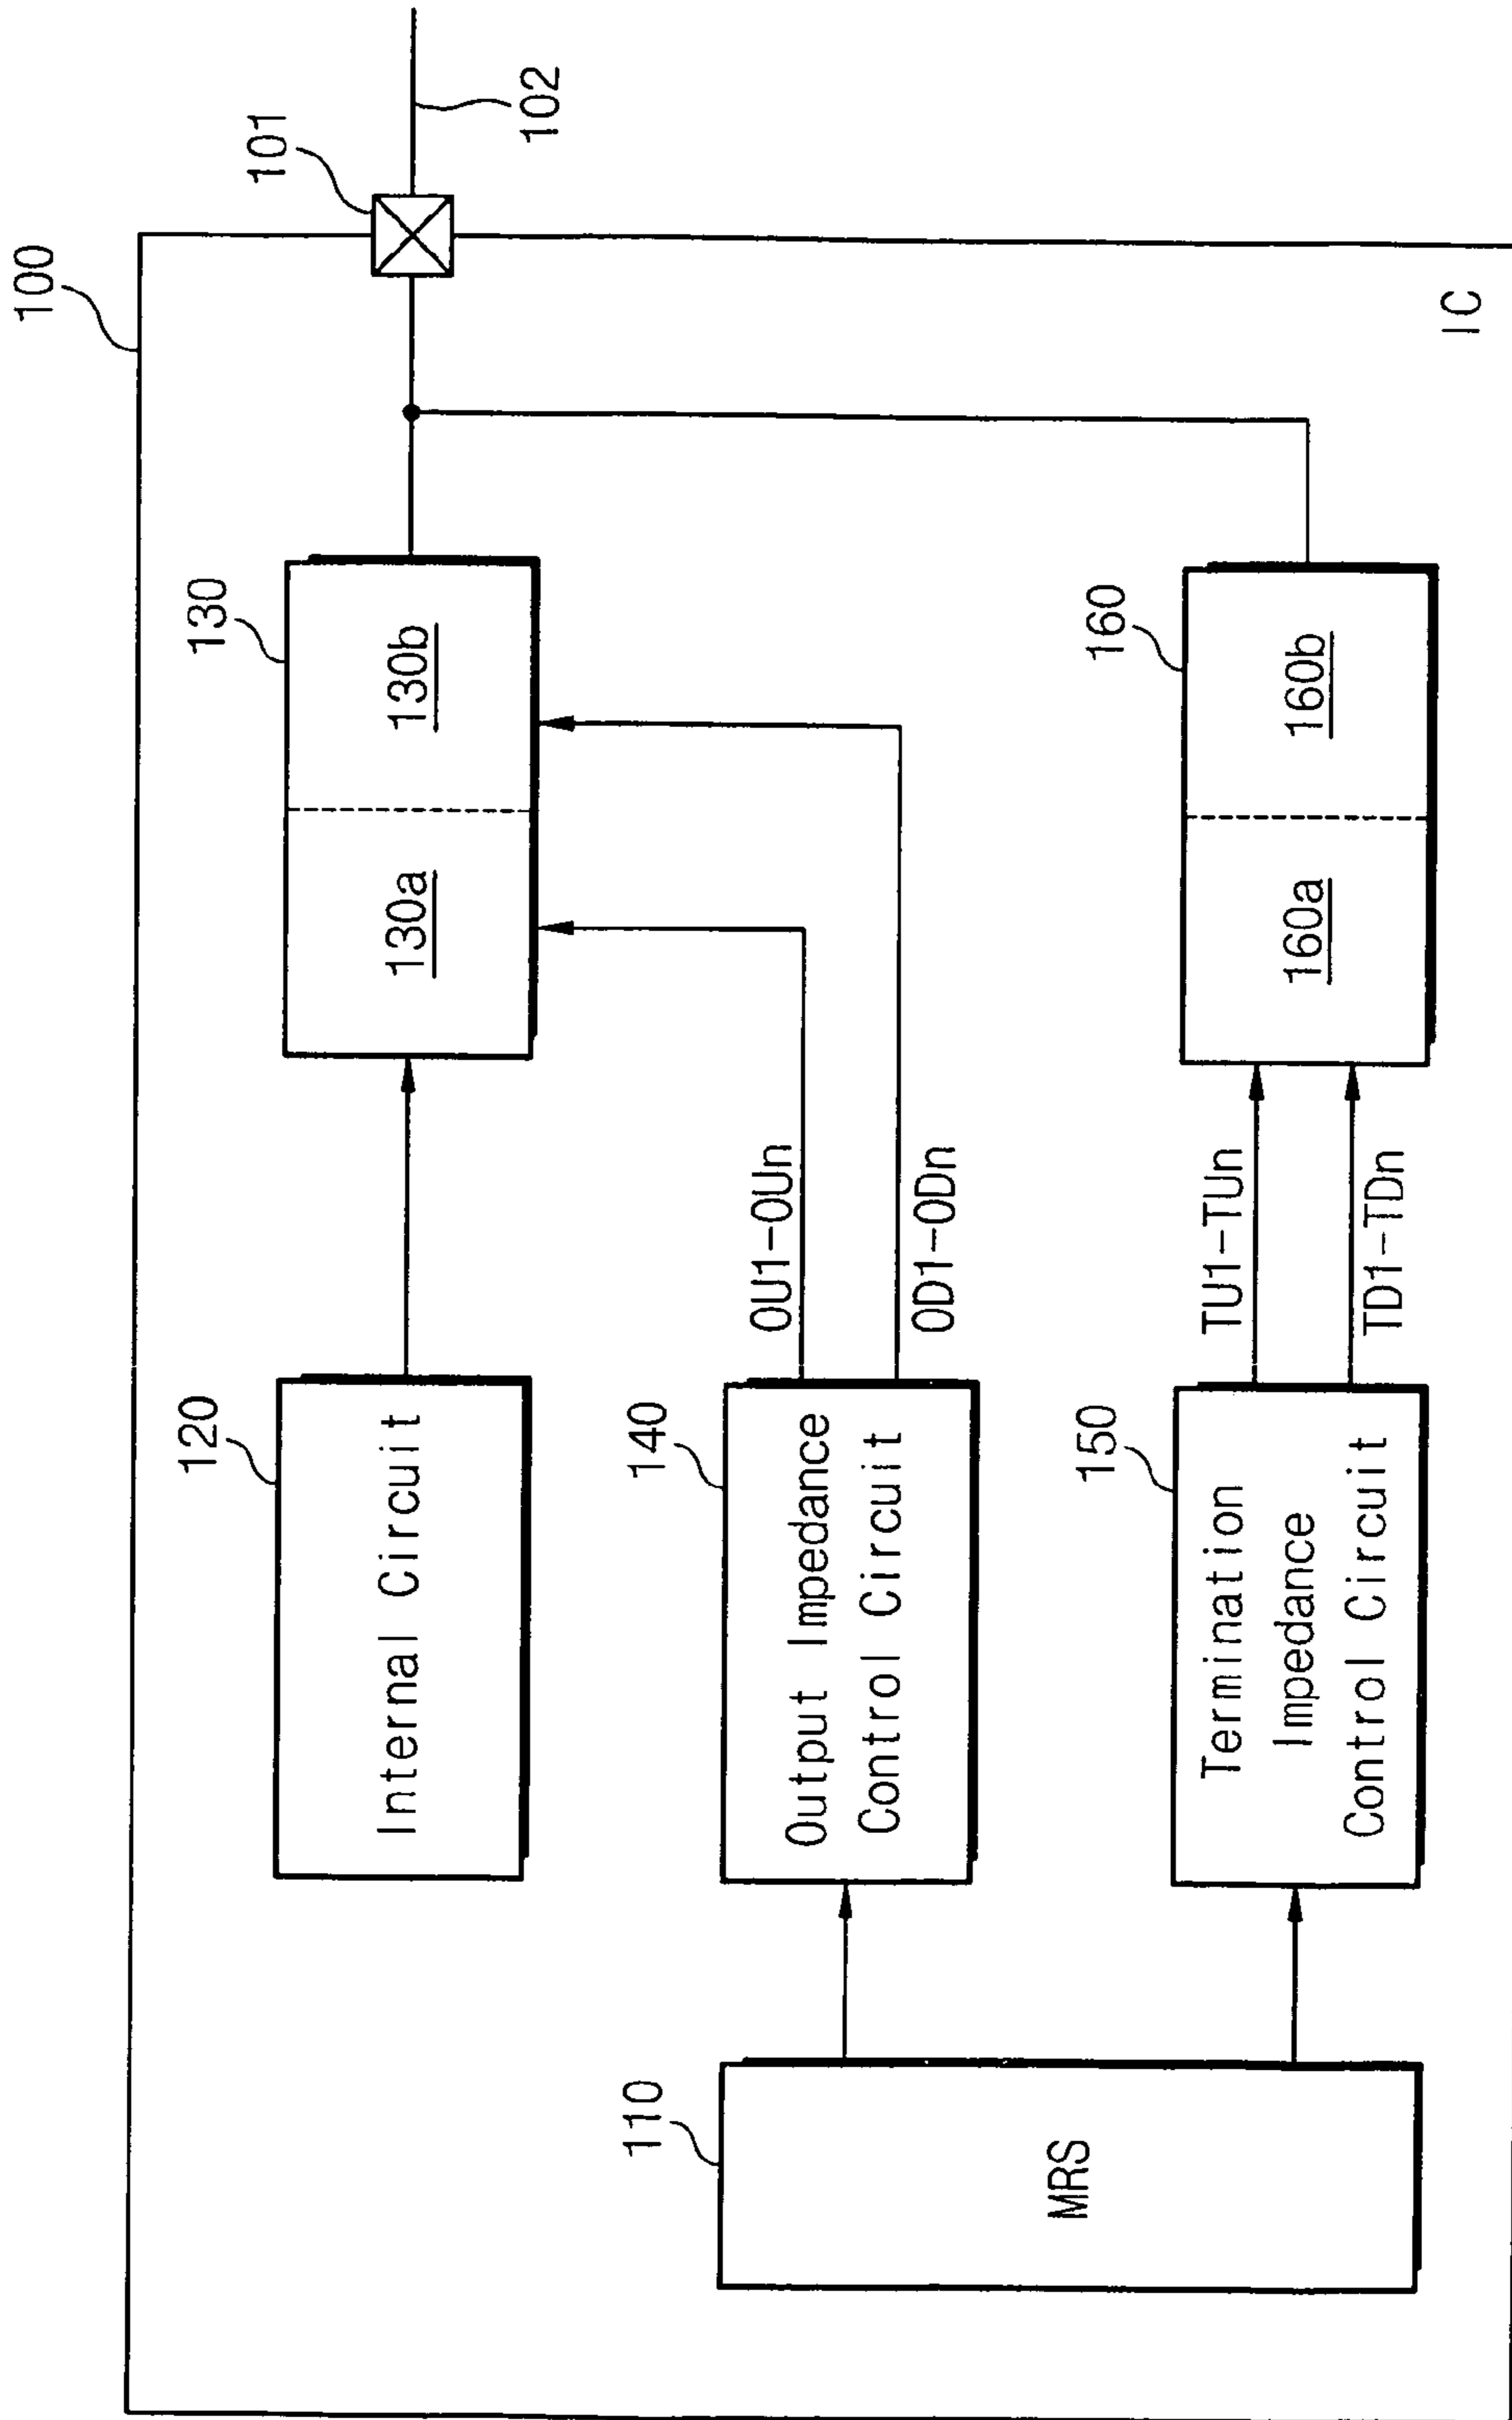 100
101
102
130
130a
130b
120
Internal Circuit
OU1-OUn
OD1-ODn
140
Output Impedance
Control Circuit
160
160a
160b
TU1-TUn
TD1-TDn
150
Termination
Impedance
Control Circuit
110
MRS
IC